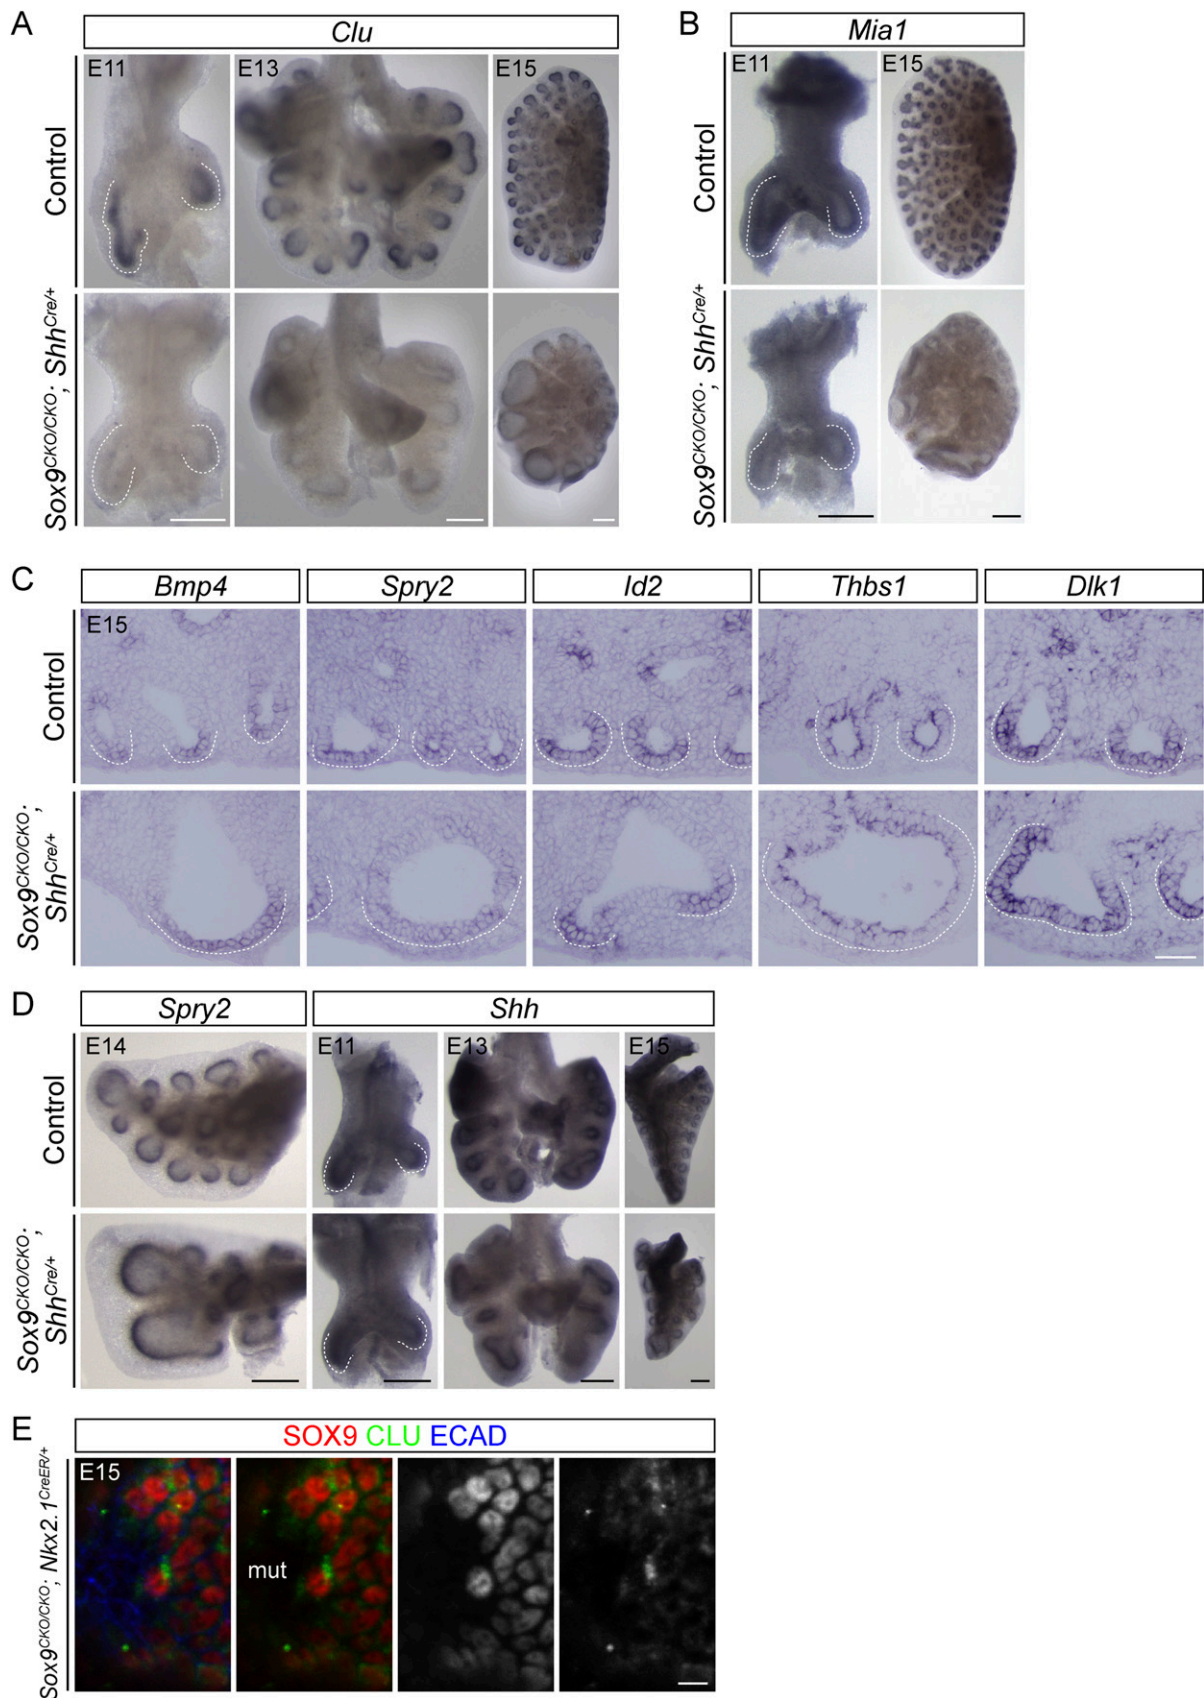 A
Clu
E11
E13
E15
Control
Sox9CKO/CKO; ShhCre/+
B
Mia1
E11
E15
Control
Sox9CKO/CKO; ShhCre/+
C
Bmp4
Spry2
Id2
Thbs1
Dlk1
E15
Control
Sox9CKO/CKO;
ShhCre/+
D
Spry2
Shh
E14
E11
E13
E15
Control
Sox9CKO/CKO;
ShhCre/+
E
SOX9 CLU ECAD
E15
mut
Sox9CKO/CKO; Nkx2.1CreER/+